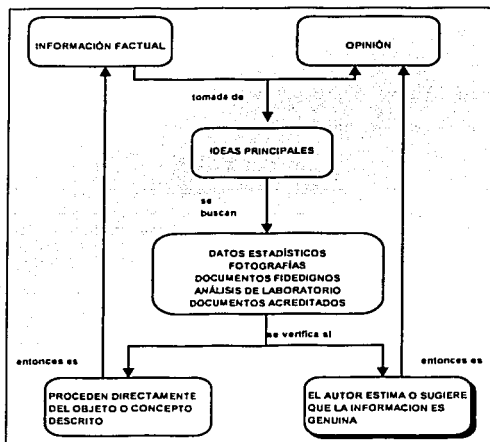 INFORMACIÓN FACTUAL
OPINIÓN
tomada de
IDEAS PRINCIPALES
se
buscan
DATOS ESTADÍSTICOS
FOTOGRAFÍAS
DOCUMENTOS FIDEDIGNOS
ANÁLISIS DE LABORATORIO
DOCUMENTOS ACREDITADOS
se verifica si
entonces es
entonces es
PROCEDEN DIRECTAMENTE
DEL OBJETO O CONCEPTO
DESCRITO
EL AUTOR ESTIMA O SUGIERE
QUE LA INFORMACION ES
GENUINA